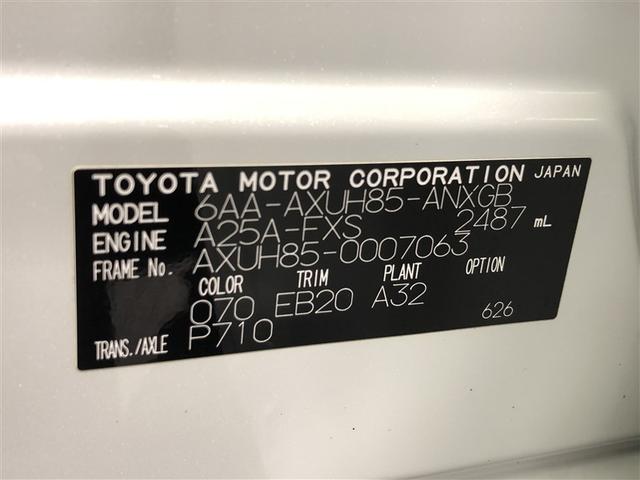 TOYOTA MOTOR CORPORATION JAPAN
MODEL 6AA-AXUH85-ANXGB
ENGINE A25A-FXS 2487 mL
FRAME No. AXUH85-0007063
COLOR TRIM PLANT OPTION
070 EB20 A32
TRANS./AXLE P710 626